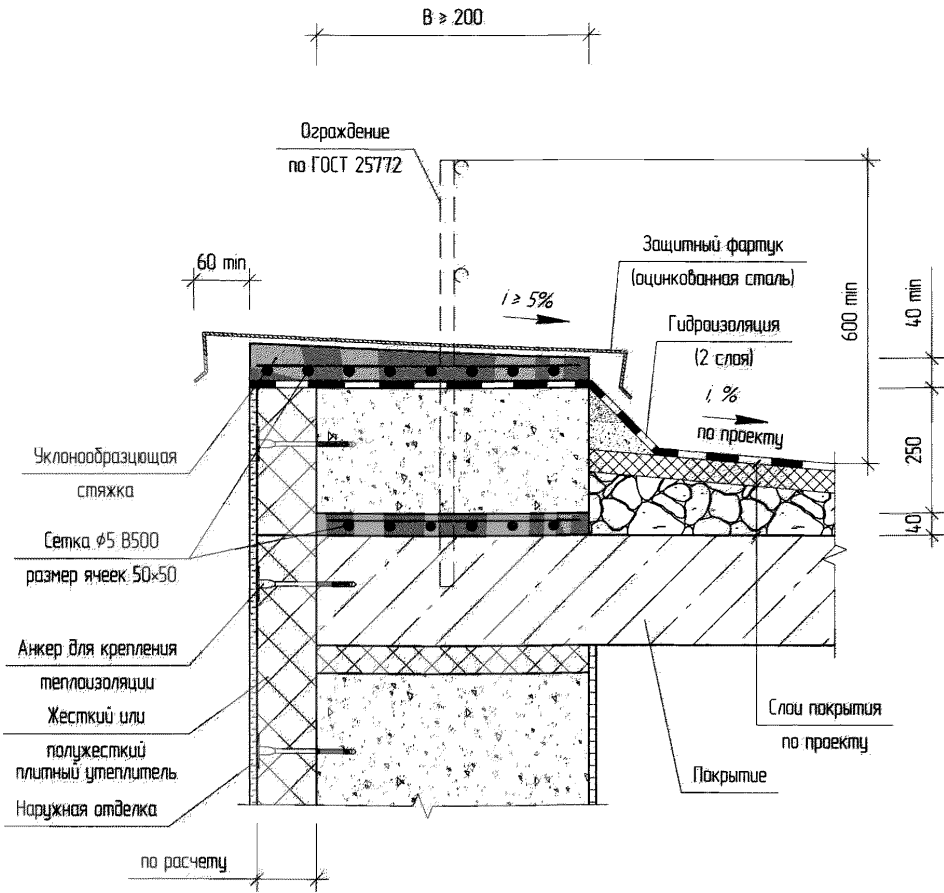 B ≥ 200
Ограждение
по ГОСТ 25772
60 min
Защитный фартук
(оцинкованная сталь)
i ≥ 5%
Гидроизоляция
(2 слоя)
i, %
по проекту
600 min
40 min
250
40
Уклонообразующая
стяжка
Сетка ⌀5 В500
размер ячеек 50×50
Анкер для крепления
теплоизоляции
Жесткий или
полужесткий
плитный утеплитель
Наружная отделка
по расчету
Слои покрытия
по проекту
Покрытие